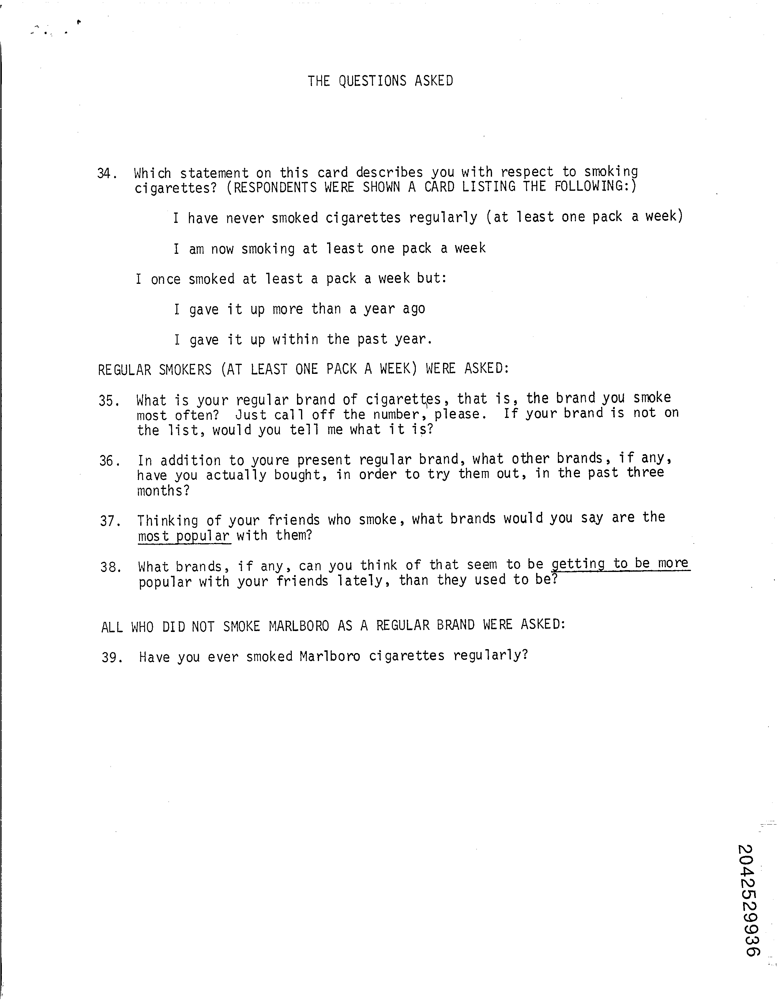 THE QUESTIONS ASKED
34. Which statement on this card describes you with respect to smoking
cigarettes? (RESPONDENTS WERE SHOWN A CARD LISTING THE FOLLOWING:)
I have never smoked cigarettes regularly (at least one pack a week)
I am now smoking at least one pack a week
I once smoked at least a pack a week but:
I gave it up more than a year ago
I gave it up within the past year.
REGULAR SMOKERS (AT LEAST ONE PACK A WEEK) WERE ASKED:
35. What is your regular brand of cigarettes, that is, the brand you smoke
most often? Just call off the number, please. If your brand is not on
the list, would you tell me what it is?
36. In addition to youre present regular brand, what other brands, if any,
have you actually bought, in order to try them out, in the past three
months?
37. Thinking of your friends who smoke, what brands would you say are the
most popular with them?
38. What brands, if any, can you think of that seem to be getting to be more
popular with your friends lately, than they used to be?
ALL WHO DID NOT SMOKE MARLBORO AS A REGULAR BRAND WERE ASKED:
39. Have you ever smoked Marlboro cigarettes regularly?
2042529936